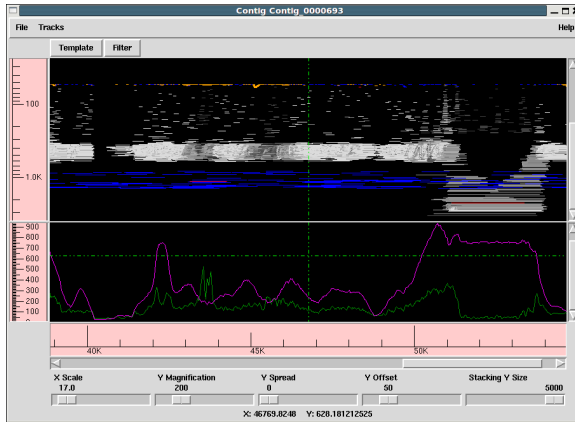 Contig Contig_0000693
File Tracks Help
Template Filter
100
1.0K
900
800
700
600
500
400
300
200
100
0
40K 45K 50K
X Scale Y Magnification Y Spread Y Offset Stacking Y Size
17.0 200 0 50 5000
X: 46769.8248 Y: 628.181212525